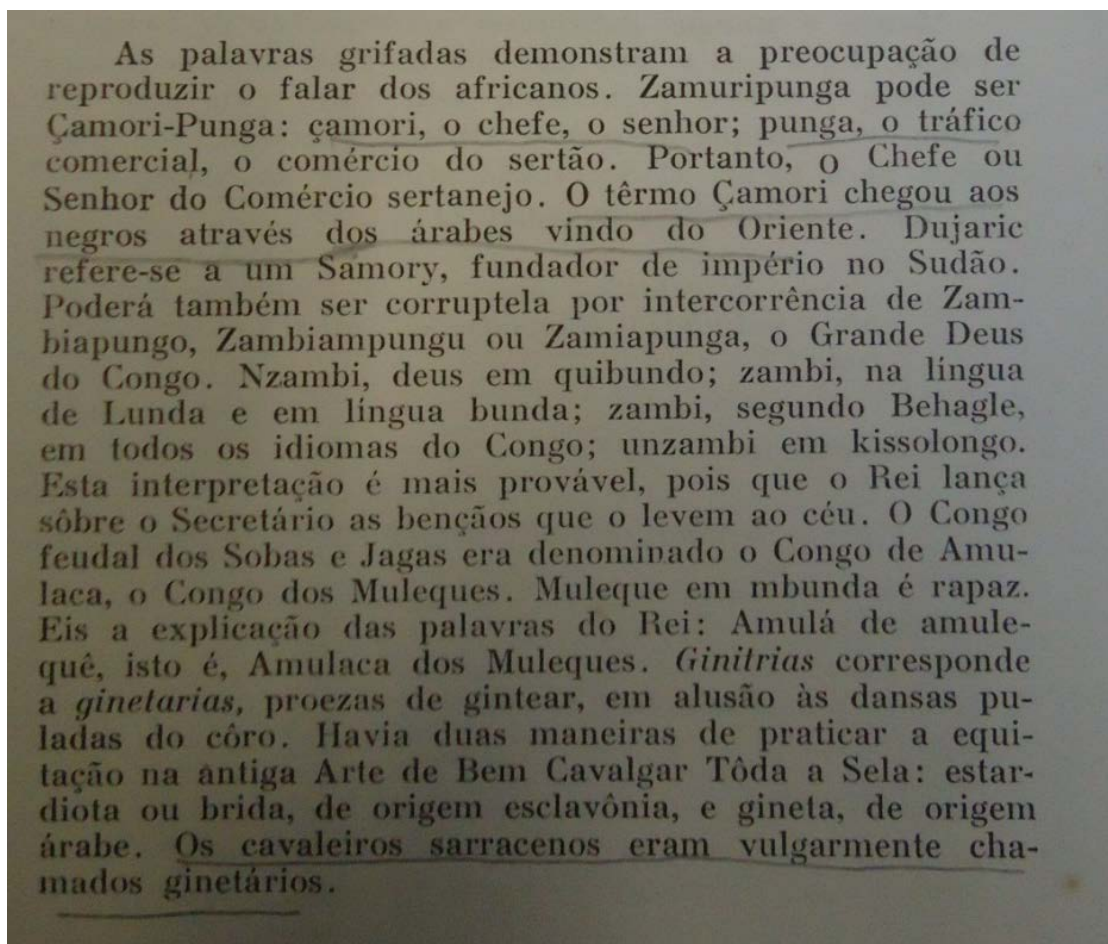 As palavras grifadas demonstram a preocupação de
reproduzir o falar dos africanos. Zamuripunga pode ser
Çamori-Punga: çamori, o chefe, o senhor; punga, o tráfico
comercial, o comércio do sertão. Portanto, o Chefe ou
Senhor do Comércio sertanejo. O têrmo Çamori chegou aos
negros através dos árabes vindo do Oriente. Dujaric
refere-se a um Samory, fundador de império no Sudão.
Poderá também ser corruptela por intercorrência de Zam-
biapungo, Zambiampungu ou Zamiapunga, o Grande Deus
do Congo. Nzambi, deus em quibundo; zambi, na língua
de Lunda e em língua bunda; zambi, segundo Behagle,
em todos os idiomas do Congo; unzambi em kissolongo.
Esta interpretação é mais provável, pois que o Rei lança
sôbre o Secretário as bençãos que o levem ao céu. O Congo
feudal dos Sobas e Jagas era denominado o Congo de Amu-
laca, o Congo dos Muleques. Muleque em mbunda é rapaz.
Eis a explicação das palavras do Rei: Amulá de amule-
quê, isto é, Amulaca dos Muleques. Ginitrias corresponde
a ginetarias, proezas de gintear, em alusão às dansas pu-
ladas do côro. Havia duas maneiras de praticar a equi-
tação na antiga Arte de Bem Cavalgar Tôda a Sela: estar-
diota ou brida, de origem esclavônia, e gineta, de origem
árabe. Os cavaleiros sarracenos eram vulgarmente cha-
mados ginetários.